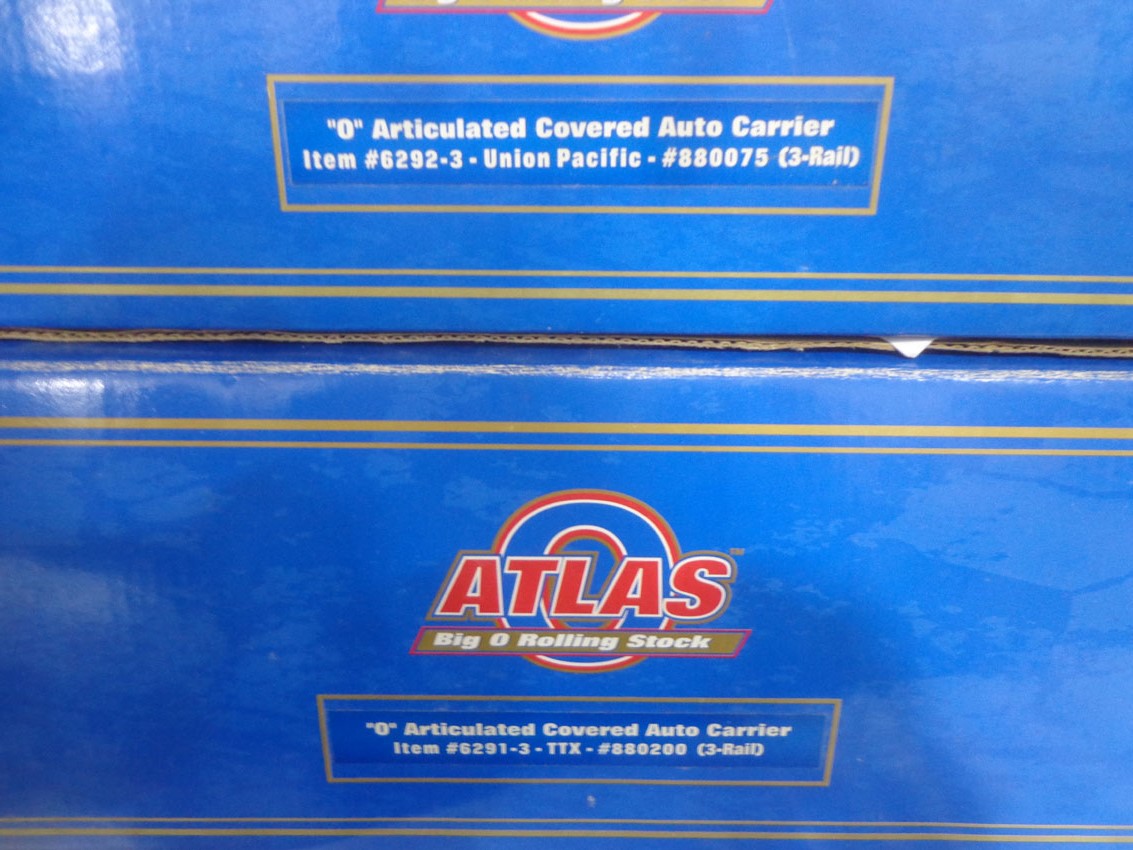 "O" Articulated Covered Auto Carrier
Item #6292-3 - Union Pacific - #880075 (3-Rail)
ATLAS™
Big O Rolling Stock
"O" Articulated Covered Auto Carrier
Item #6291-3 - TTX - #880200 (3-Rail)